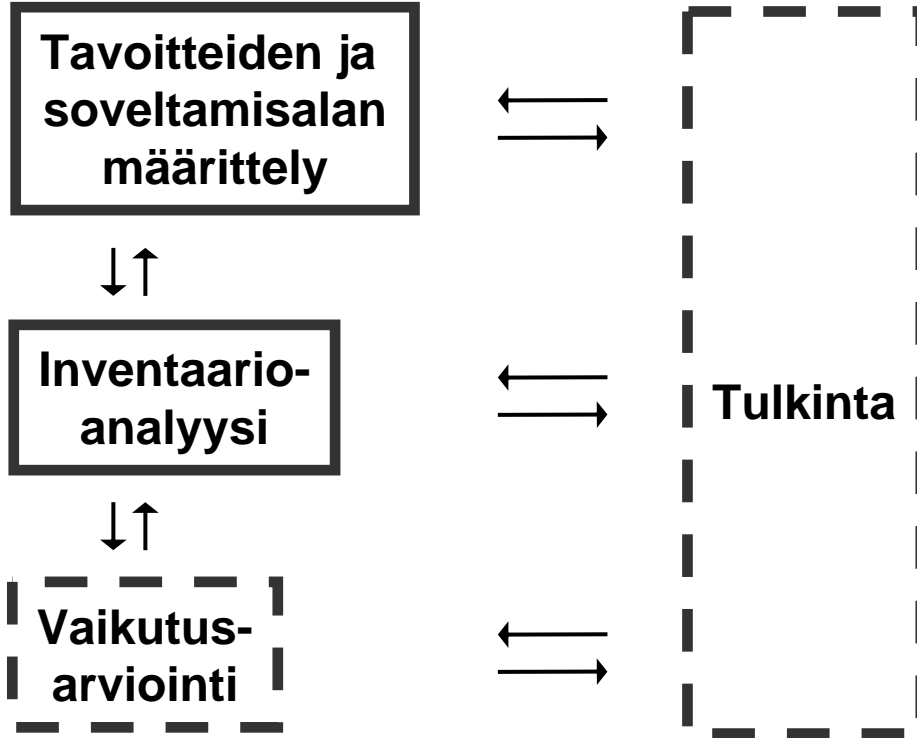 Tavoitteiden ja
soveltamisalan
määrittely
Inventaario-
analyysi
Tulkinta
Vaikutus-
arviointi